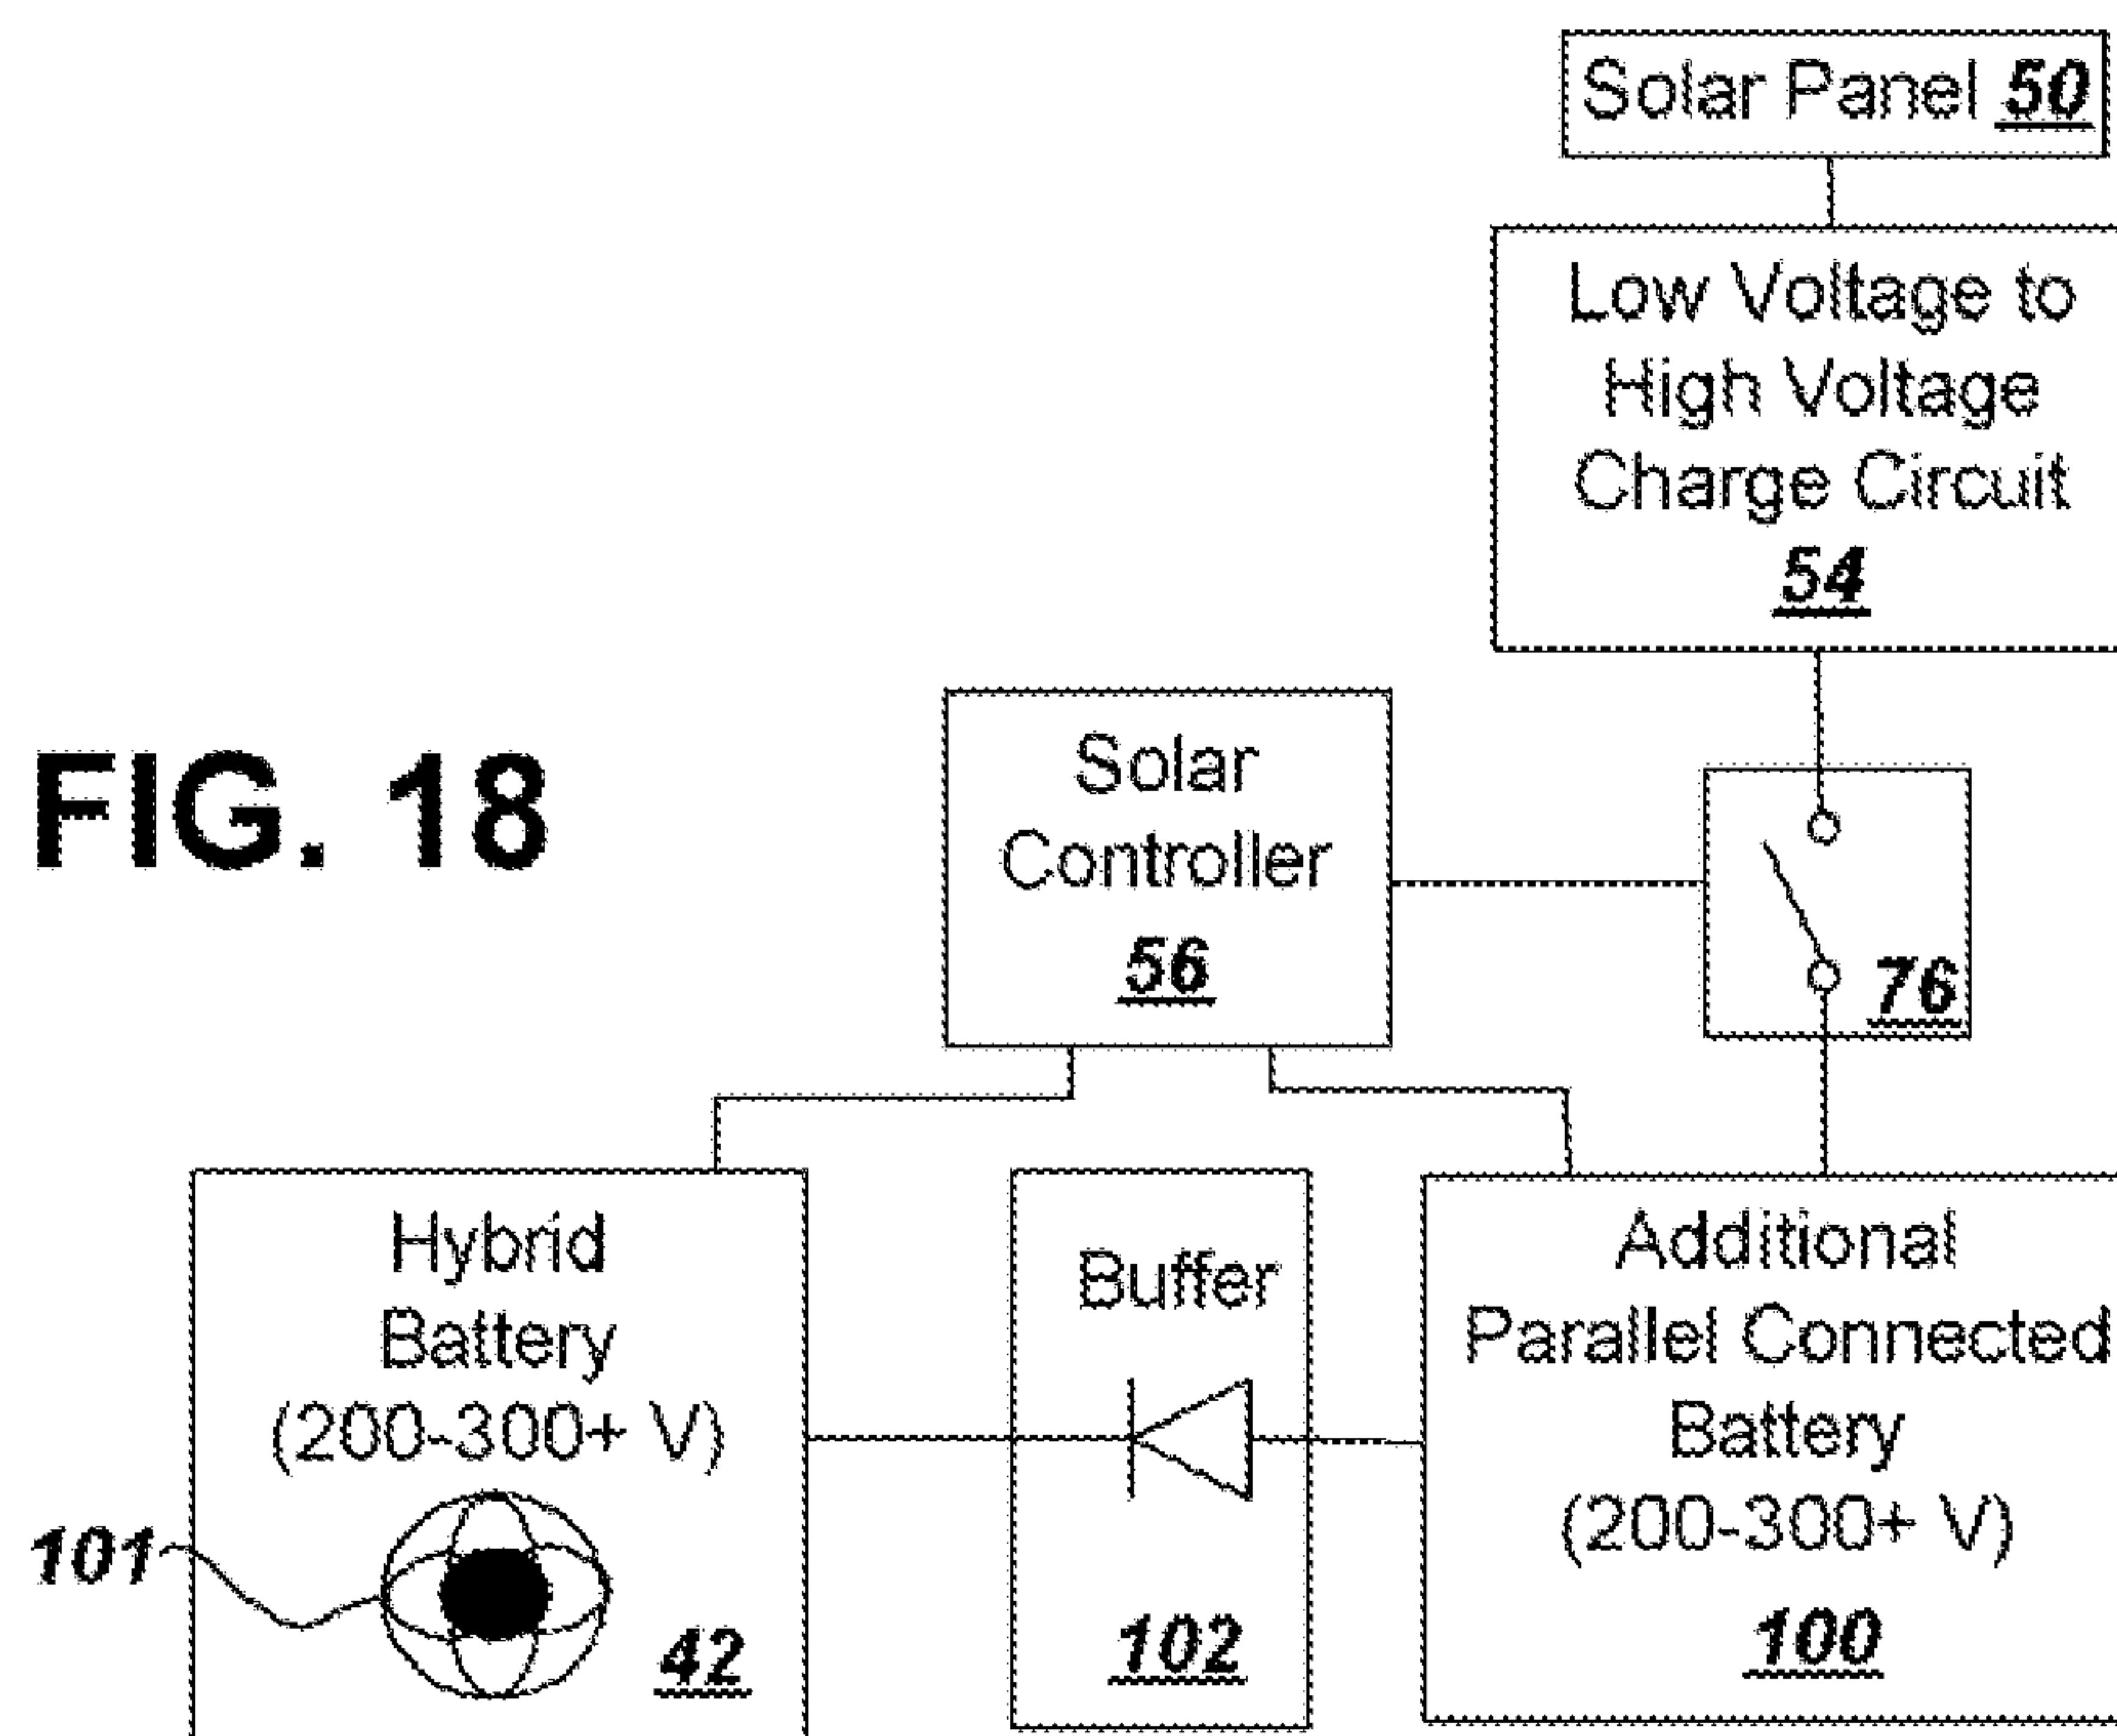 Solar Panel 50
Low Voltage to
High Voltage
Charge Circuit
54
FIG. 18
Solar
Controller
56
76
Hybrid
Battery
(200-300+ V)
101
42
Buffer
102
Additional
Parallel Connected
Battery
(200-300+ V)
100